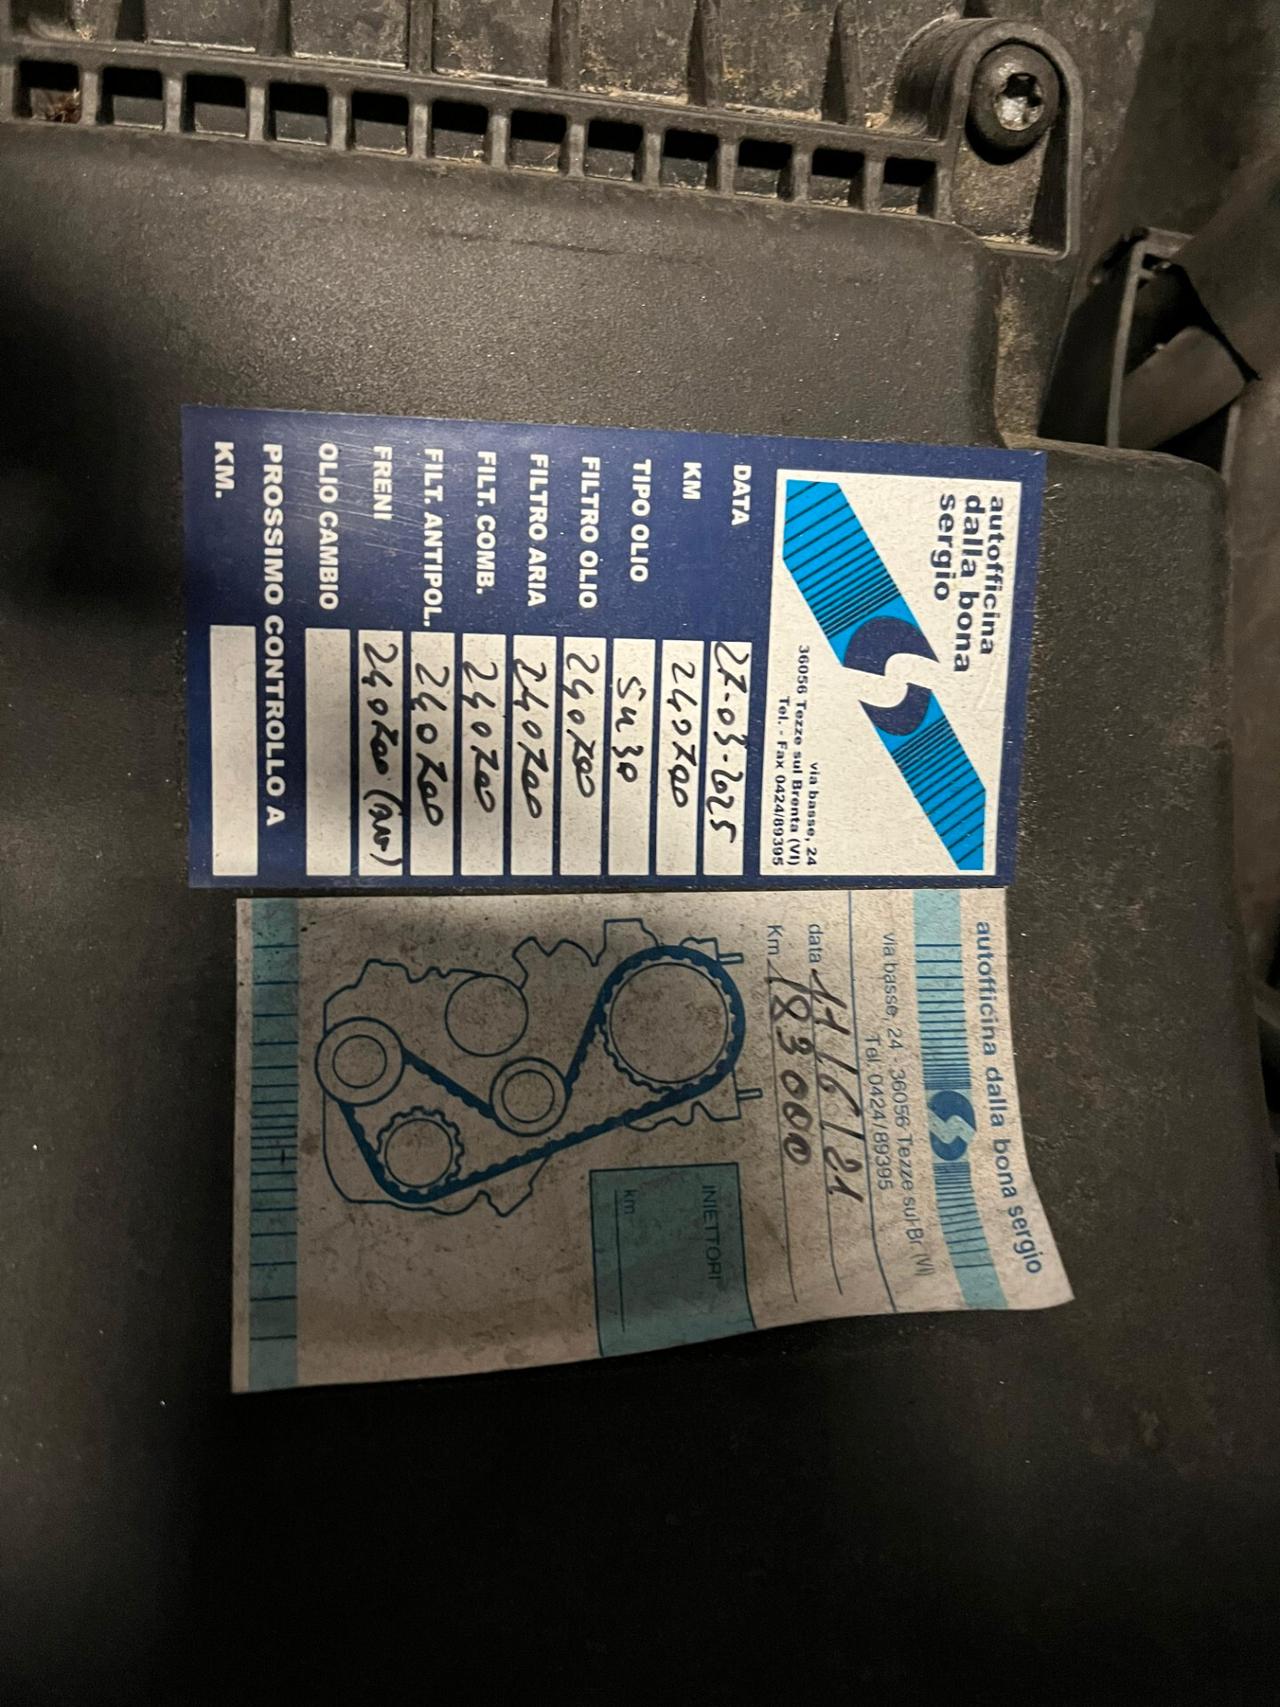 autofficina
dalla bona
sergio
via basse, 24
36056 Tezze sul Brenta (VI)
Tel. - Fax 0424/89395
DATA 27-03-2025
KM 240700
TIPO OLIO 5W30
FILTRO OLIO 240700
FILTRO ARIA 240700
FILT. COMB. 240700
FILT. ANTIPOL. 240700
FRENI 240700
OLIO CAMBIO
PROSSIMO CONTROLLO A
KM.
autofficina dalla bona sergio
via basse, 24 - 36056 Tezze sul Br. (VI)
Tel. 0424/89395
data 11/6/21
Km 183000
INIETTORI
km